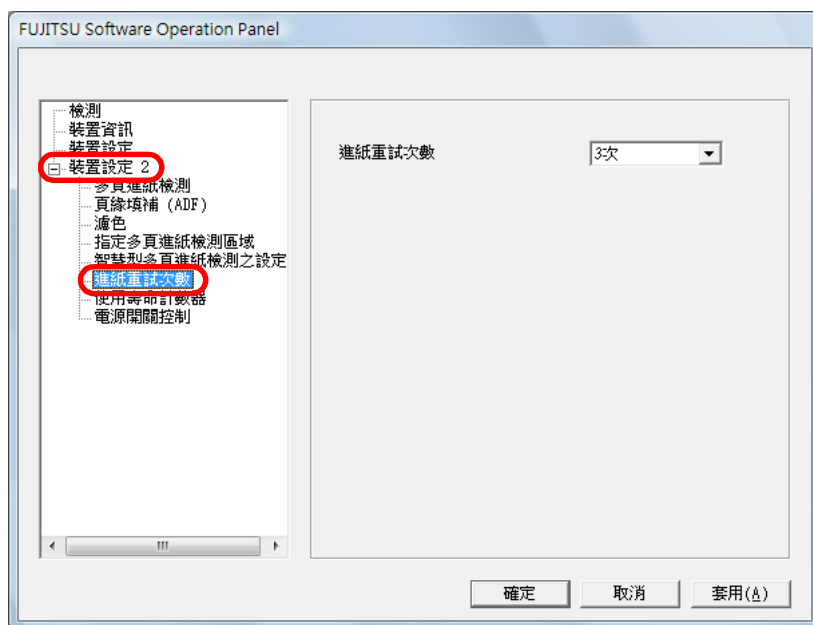 FUJITSU Software Operation Panel
檢測
裝置資訊
裝置設定
裝置設定 2
多頁進紙檢測
頁緣填補 (ADF)
濾色
指定多頁進紙檢測區域
智慧型多頁進紙檢測之設定
進紙重試次數
使用壽命計數器
電源開關控制
進紙重試次數
3次
確定
取消
套用(A)